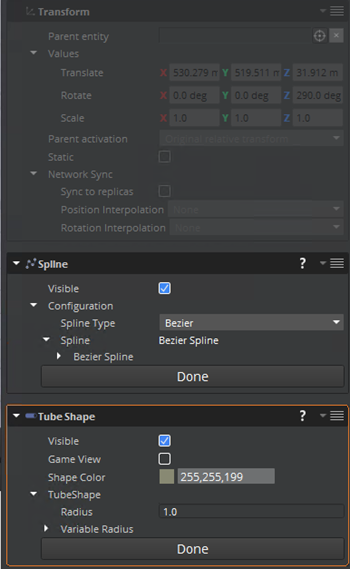 Transform
Parent entity
Values
Translate X 530.279 m Y 519.511 m Z 31.912 m
Rotate X 0.0 deg Y 0.0 deg Z 290.0 deg
Scale X 1.0 Y 1.0 Z 1.0
Parent activation Original relative transform
Static
Network Sync
Sync to replicas
Position Interpolation None
Rotation Interpolation None
Spline ?
Visible
Configuration
Spline Type Bezier
Spline Bezier Spline
Bezier Spline
Done
Tube Shape ?
Visible
Game View
Shape Color 255,255,199
TubeShape
Radius 1.0
Variable Radius
Done